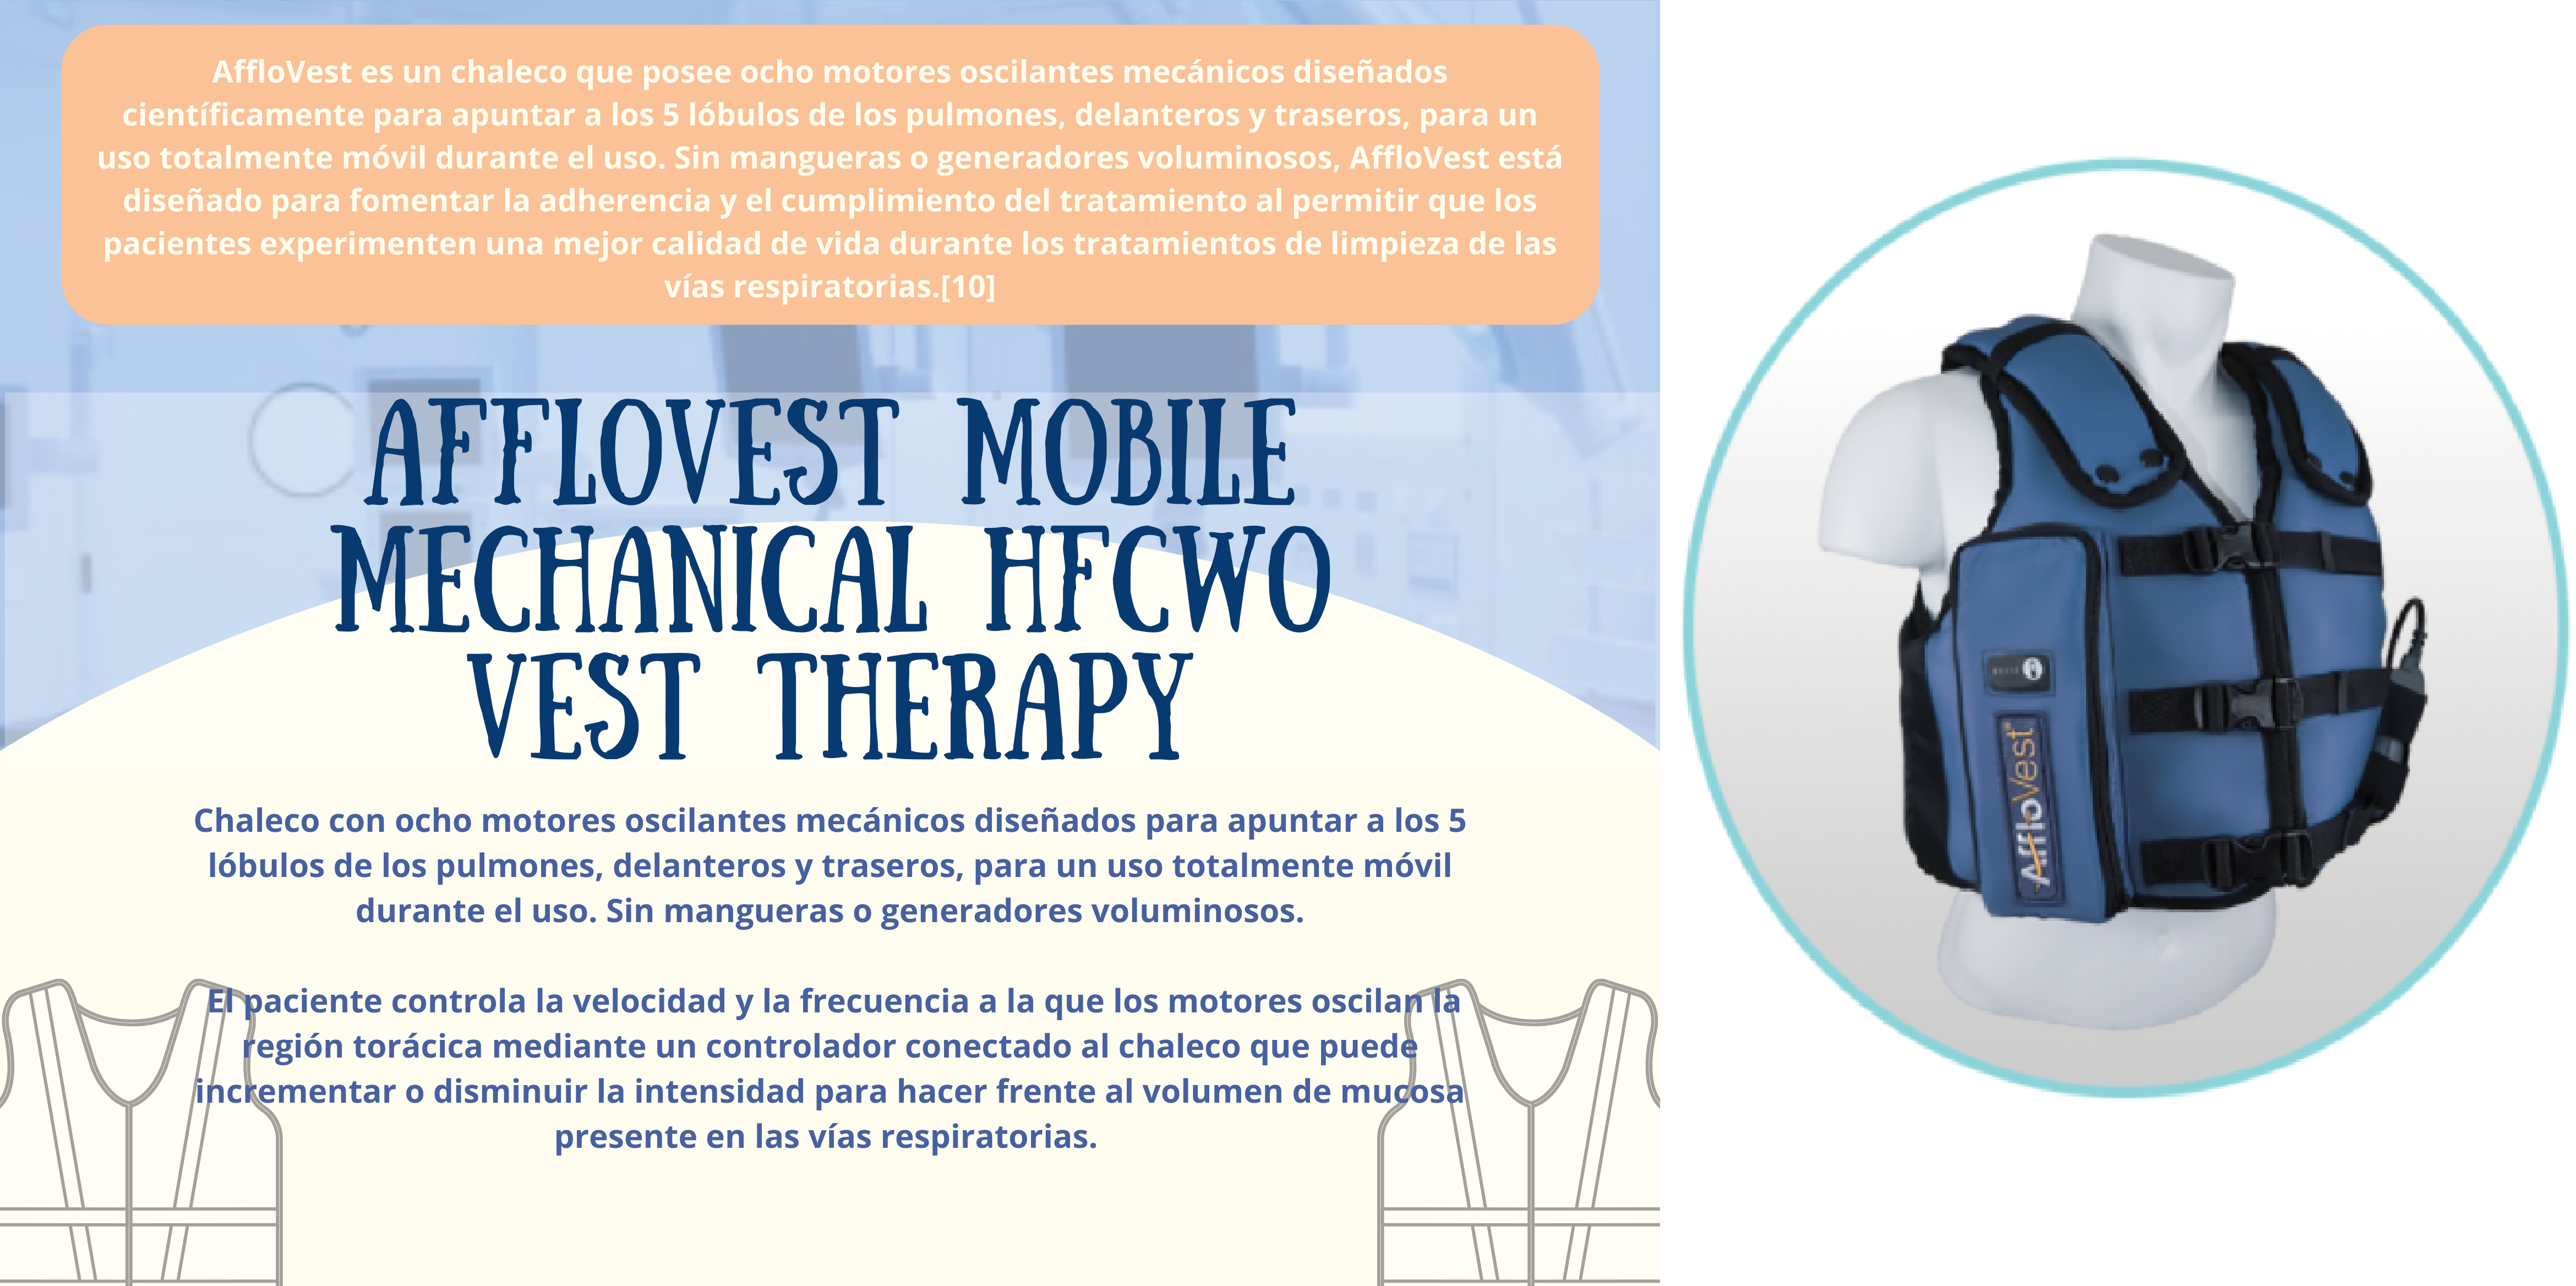 AffloVest es un chaleco que posee ocho motores oscilantes mecánicos diseñados
científicamente para apuntar a los 5 lóbulos de los pulmones, delanteros y traseros, para un
uso totalmente móvil durante el uso. Sin mangueras o generadores voluminosos, AffloVest está
diseñado para fomentar la adherencia y el cumplimiento del tratamiento al permitir que los
pacientes experimenten una mejor calidad de vida durante los tratamientos de limpieza de las
vías respiratorias.[10]
AFFLOVEST MOBILE
MECHANICAL HFCWO
VEST THERAPY
Chaleco con ocho motores oscilantes mecánicos diseñados para apuntar a los 5
lóbulos de los pulmones, delanteros y traseros, para un uso totalmente móvil
durante el uso. Sin mangueras o generadores voluminosos.
El paciente controla la velocidad y la frecuencia a la que los motores oscilan la
región torácica mediante un controlador conectado al chaleco que puede
incrementar o disminuir la intensidad para hacer frente al volumen de mucosa
presente en las vías respiratorias.
AffloVest